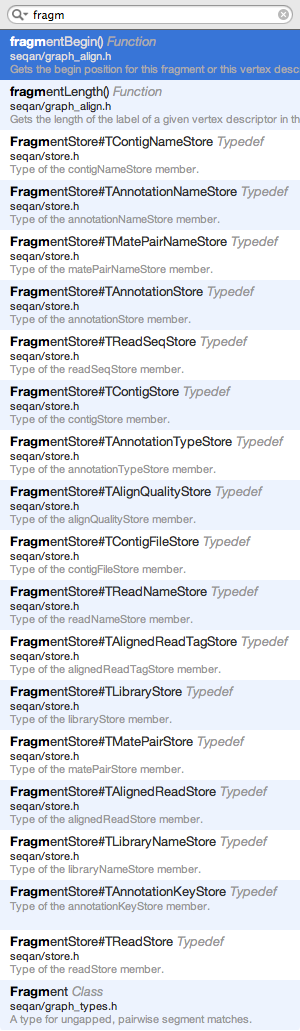 fragm
fragmentBegin() Function
seqan/graph_align.h
Gets the begin position for this fragment or this vertex desc
fragmentLength() Function
seqan/graph_align.h
Gets the length of the label of a given vertex descriptor in th
FragmentStore#TContigNameStore Typedef
seqan/store.h
Type of the contigNameStore member.
FragmentStore#TAnnotationNameStore Typedef
seqan/store.h
Type of the annotationNameStore member.
FragmentStore#TMatePairNameStore Typedef
seqan/store.h
Type of the matePairNameStore member.
FragmentStore#TAnnotationStore Typedef
seqan/store.h
Type of the annotationStore member.
FragmentStore#TReadSeqStore Typedef
seqan/store.h
Type of the readSeqStore member.
FragmentStore#TContigStore Typedef
seqan/store.h
Type of the contigStore member.
FragmentStore#TAnnotationTypeStore Typedef
seqan/store.h
Type of the annotationTypeStore member.
FragmentStore#TAlignQualityStore Typedef
seqan/store.h
Type of the alignQualityStore member.
FragmentStore#TContigFileStore Typedef
seqan/store.h
Type of the contigFileStore member.
FragmentStore#TReadNameStore Typedef
seqan/store.h
Type of the readNameStore member.
FragmentStore#TAlignedReadTagStore Typedef
seqan/store.h
Type of the alignedReadTagStore member.
FragmentStore#TLibraryStore Typedef
seqan/store.h
Type of the libraryStore member.
FragmentStore#TMatePairStore Typedef
seqan/store.h
Type of the matePairStore member.
FragmentStore#TAlignedReadStore Typedef
seqan/store.h
Type of the alignedReadStore member.
FragmentStore#TLibraryNameStore Typedef
seqan/store.h
Type of the libraryNameStore member.
FragmentStore#TAnnotationKeyStore Typedef
Type of the annotationKeyStore member.
FragmentStore#TReadStore Typedef
seqan/store.h
Type of the readStore member.
Fragment Class
seqan/graph_types.h
A type for ungapped, pairwise segment matches.